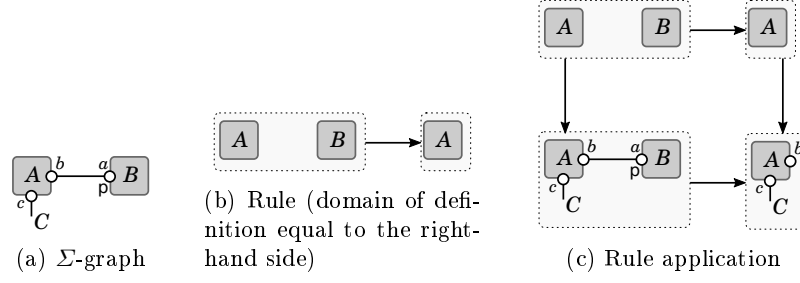 A B A
A b a B
p
c
C
(a) Σ-graph
A B A
(b) Rule (domain of defi-
nition equal to the right-
hand side)
A b a B A b
p
c c
C C
(c) Rule application